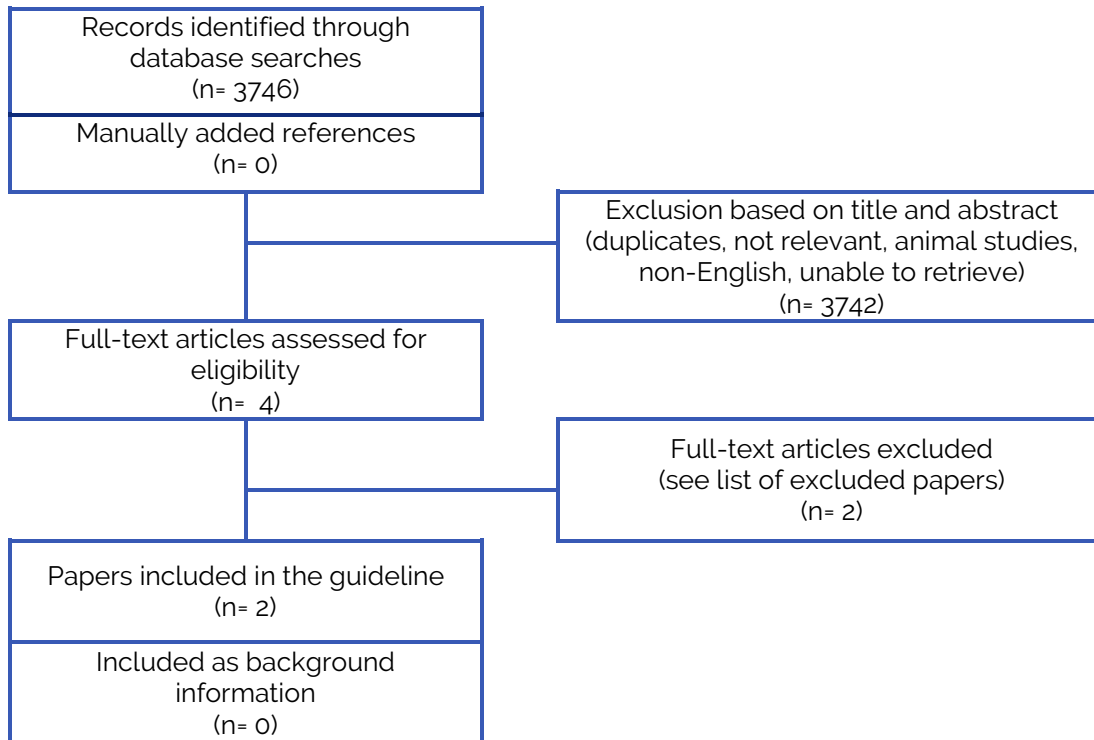 Records identified through
database searches
(n= 3746)
Manually added references
(n= 0)
Exclusion based on title and abstract
(duplicates, not relevant, animal studies,
non-English, unable to retrieve)
(n= 3742)
Full-text articles assessed for
eligibility
(n=  4)
Full-text articles excluded
(see list of excluded papers)
(n= 2)
Papers included in the guideline
(n= 2)
Included as background
information
(n= 0)